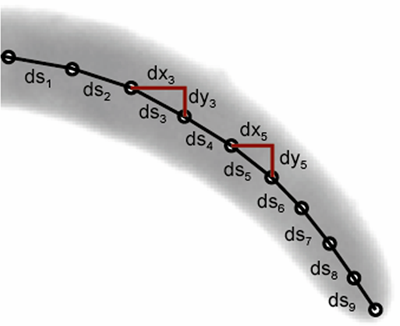 dx₃
ds₁
ds₂
dy₃
ds₃
ds₄
dx₅
ds₅
dy₅
ds₆
ds₇
ds₈
ds₉